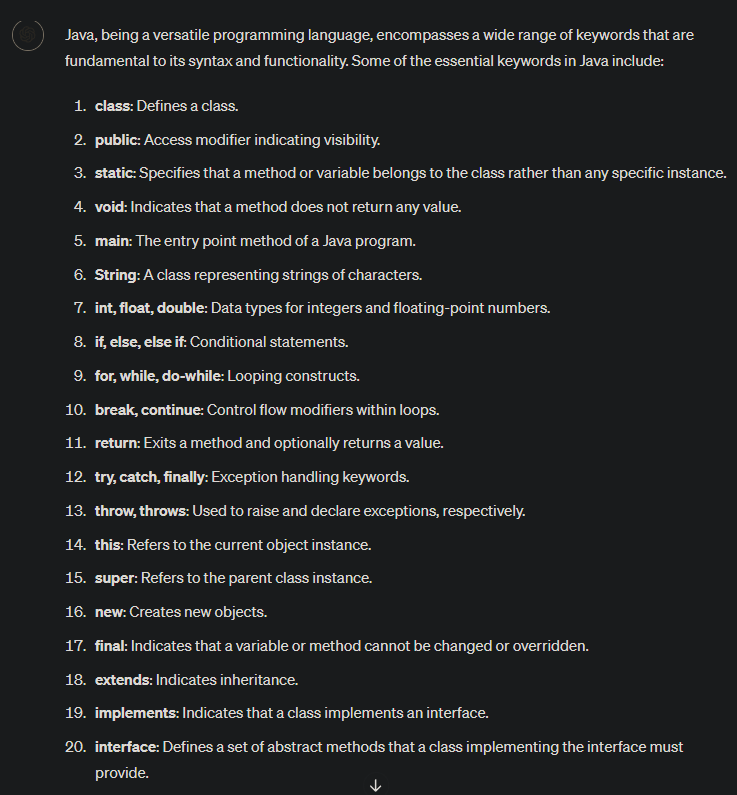 Java, being a versatile programming language, encompasses a wide range of keywords that are
fundamental to its syntax and functionality. Some of the essential keywords in Java include:
1. class: Defines a class.
2. public: Access modifier indicating visibility.
3. static: Specifies that a method or variable belongs to the class rather than any specific instance.
4. void: Indicates that a method does not return any value.
5. main: The entry point method of a Java program.
6. String: A class representing strings of characters.
7. int, float, double: Data types for integers and floating-point numbers.
8. if, else, else if: Conditional statements.
9. for, while, do-while: Looping constructs.
10. break, continue: Control flow modifiers within loops.
11. return: Exits a method and optionally returns a value.
12. try, catch, finally: Exception handling keywords.
13. throw, throws: Used to raise and declare exceptions, respectively.
14. this: Refers to the current object instance.
15. super: Refers to the parent class instance.
16. new: Creates new objects.
17. final: Indicates that a variable or method cannot be changed or overridden.
18. extends: Indicates inheritance.
19. implements: Indicates that a class implements an interface.
20. interface: Defines a set of abstract methods that a class implementing the interface must
provide.